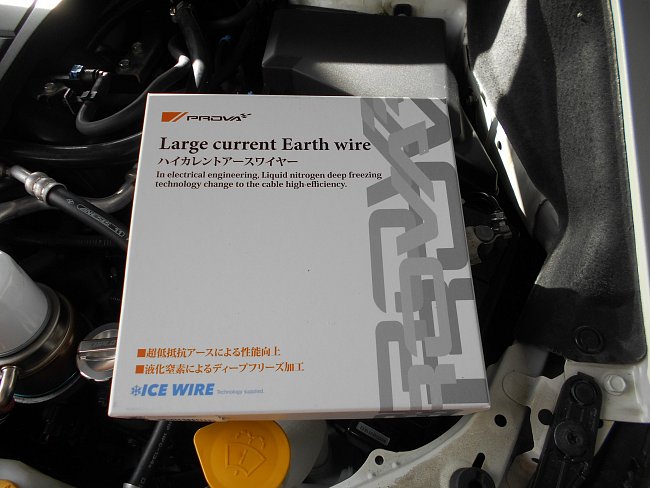 PROVA
Large current Earth wire
ハイカレントアースワイヤー
In electrical engineering, Liquid nitrogen deep freezing
technology change to the cable high-efficiency.
PROVA
■超低抵抗アースによる性能向上
■液化窒素によるディープフリーズ加工
ICE WIRE Technology supplied.